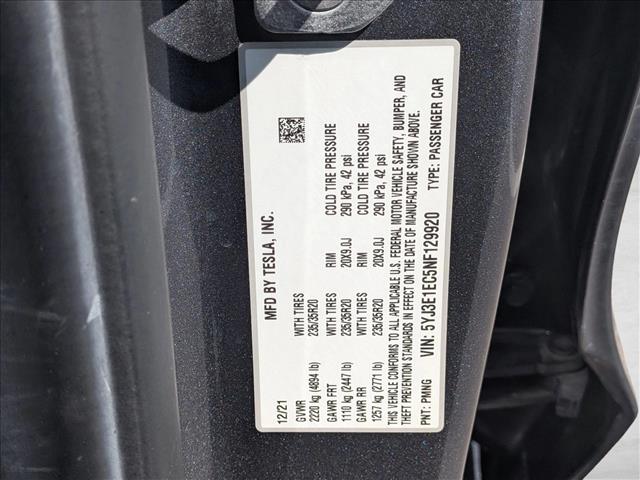 MFD BY TESLA, INC.
12/21
GVWR WITH TIRES RIM COLD TIRE PRESSURE
2220 kg (4894 lb) 235/35R20 20X9.0J 290 kPa, 42 psi
GAWR FRT WITH TIRES RIM COLD TIRE PRESSURE
1110 kg (2447 lb) 235/35R20 20X9.0J 290 kPa, 42 psi
GAWR RR
1257 kg (2771 lb) 235/35R20
THIS VEHICLE CONFORMS TO ALL APPLICABLE U.S. FEDERAL MOTOR VEHICLE SAFETY, BUMPER, AND
THEFT PREVENTION STANDARDS IN EFFECT ON THE DATE OF MANUFACTURE SHOWN ABOVE.
PNT: PMNG VIN: 5YJ3E1EC5NF129920 TYPE: PASSENGER CAR